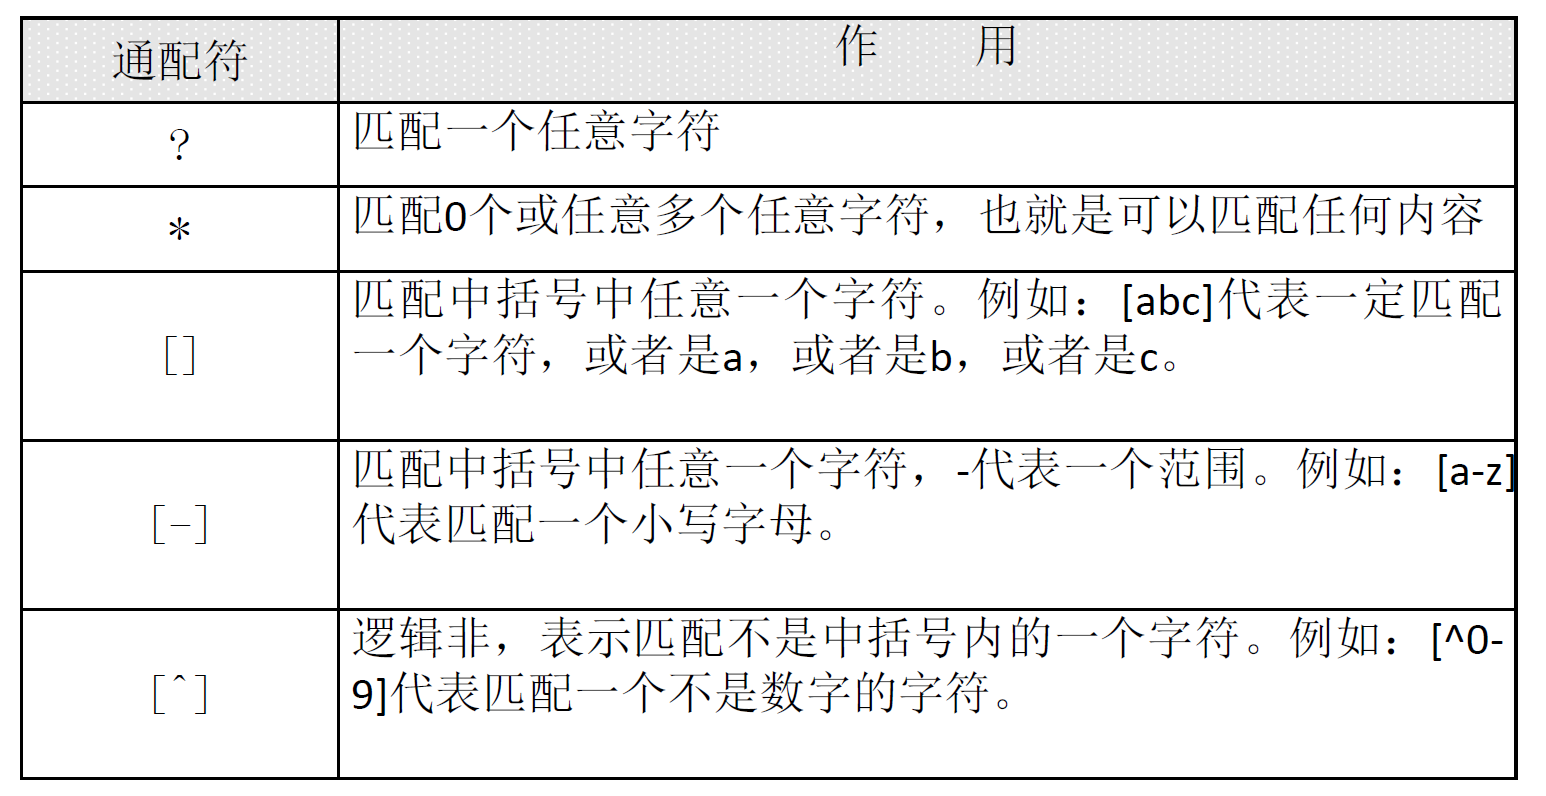 通配符
作 用
?
匹配一个任意字符
*
匹配0个或任意多个任意字符，也就是可以匹配任何内容
[]
匹配中括号中任意一个字符。例如：[abc]代表一定匹配
一个字符，或者是a，或者是b，或者是c。
[-]
匹配中括号中任意一个字符，-代表一个范围。例如：[a-z]
代表匹配一个小写字母。
[^]
逻辑非，表示匹配不是中括号内的一个字符。例如：[^0-
9]代表匹配一个不是数字的字符。